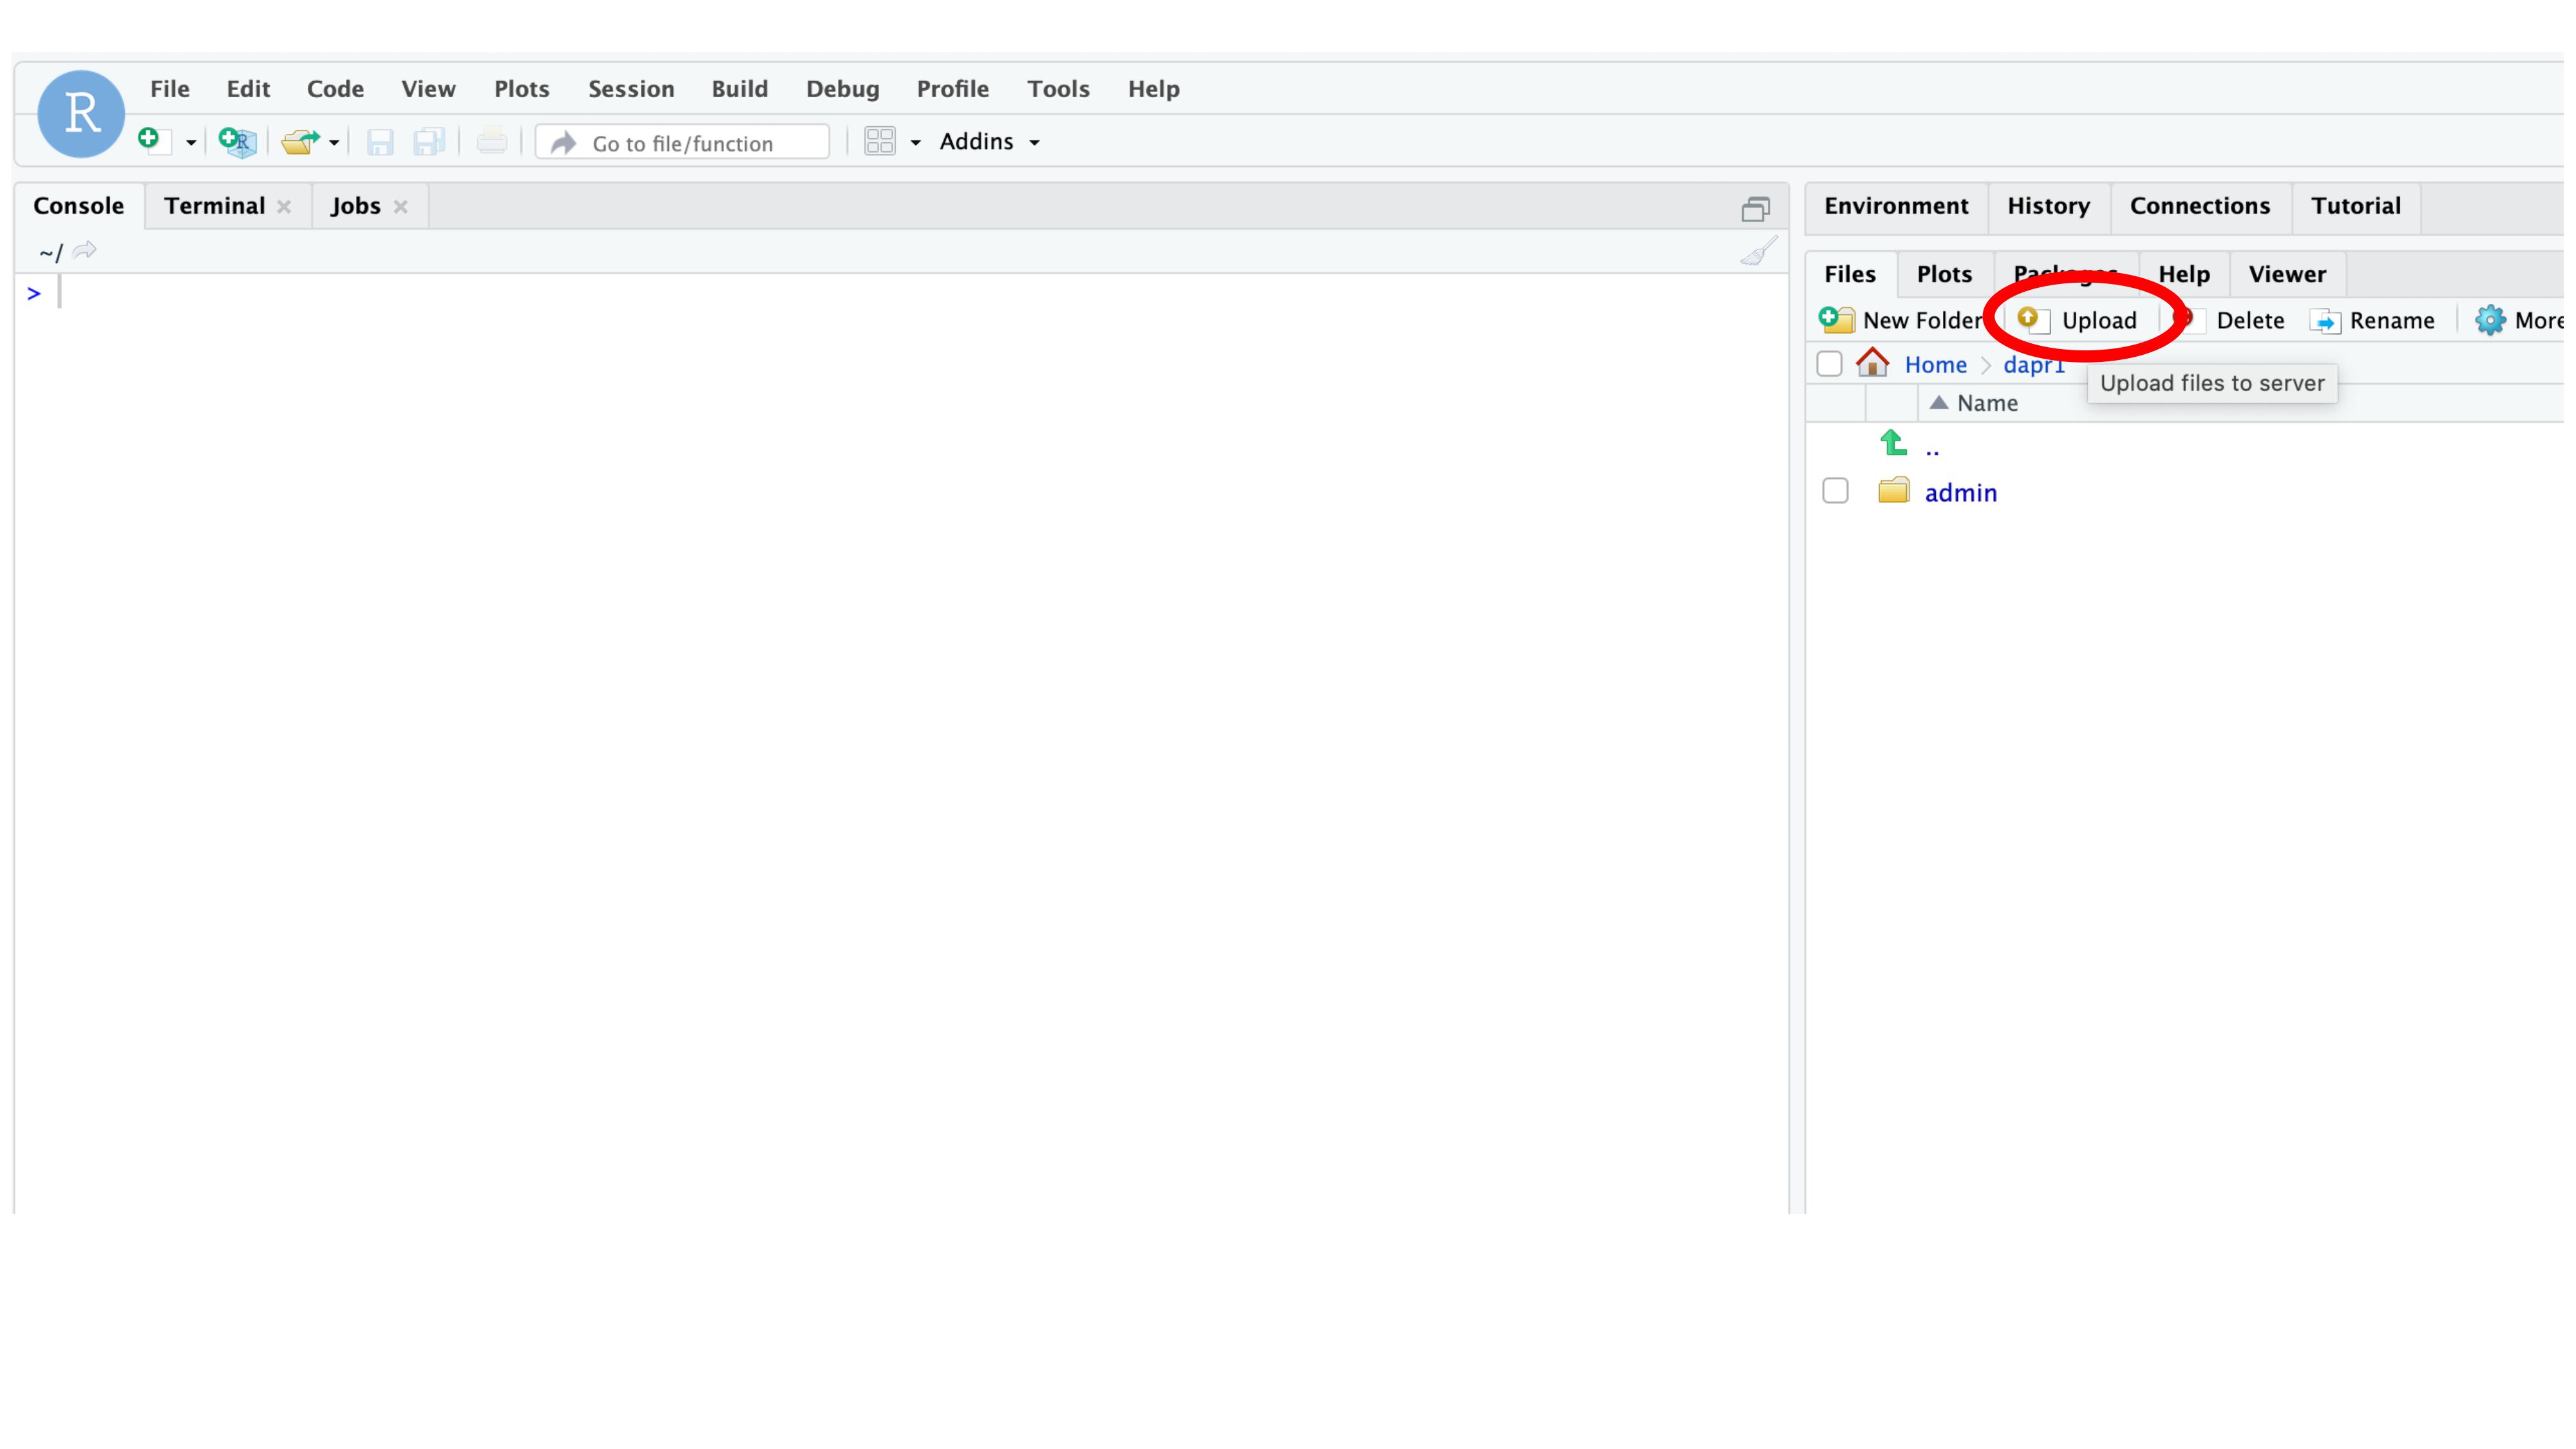 R
File Edit Code View Plots Session Build Debug Profile Tools Help
Go to file/function Addins
Console Terminal Jobs
~/
>
Environment History Connections Tutorial
Files Plots Packages Help Viewer
New Folder Upload Delete Rename More
Home dapr1
Upload files to server
Name
..
admin